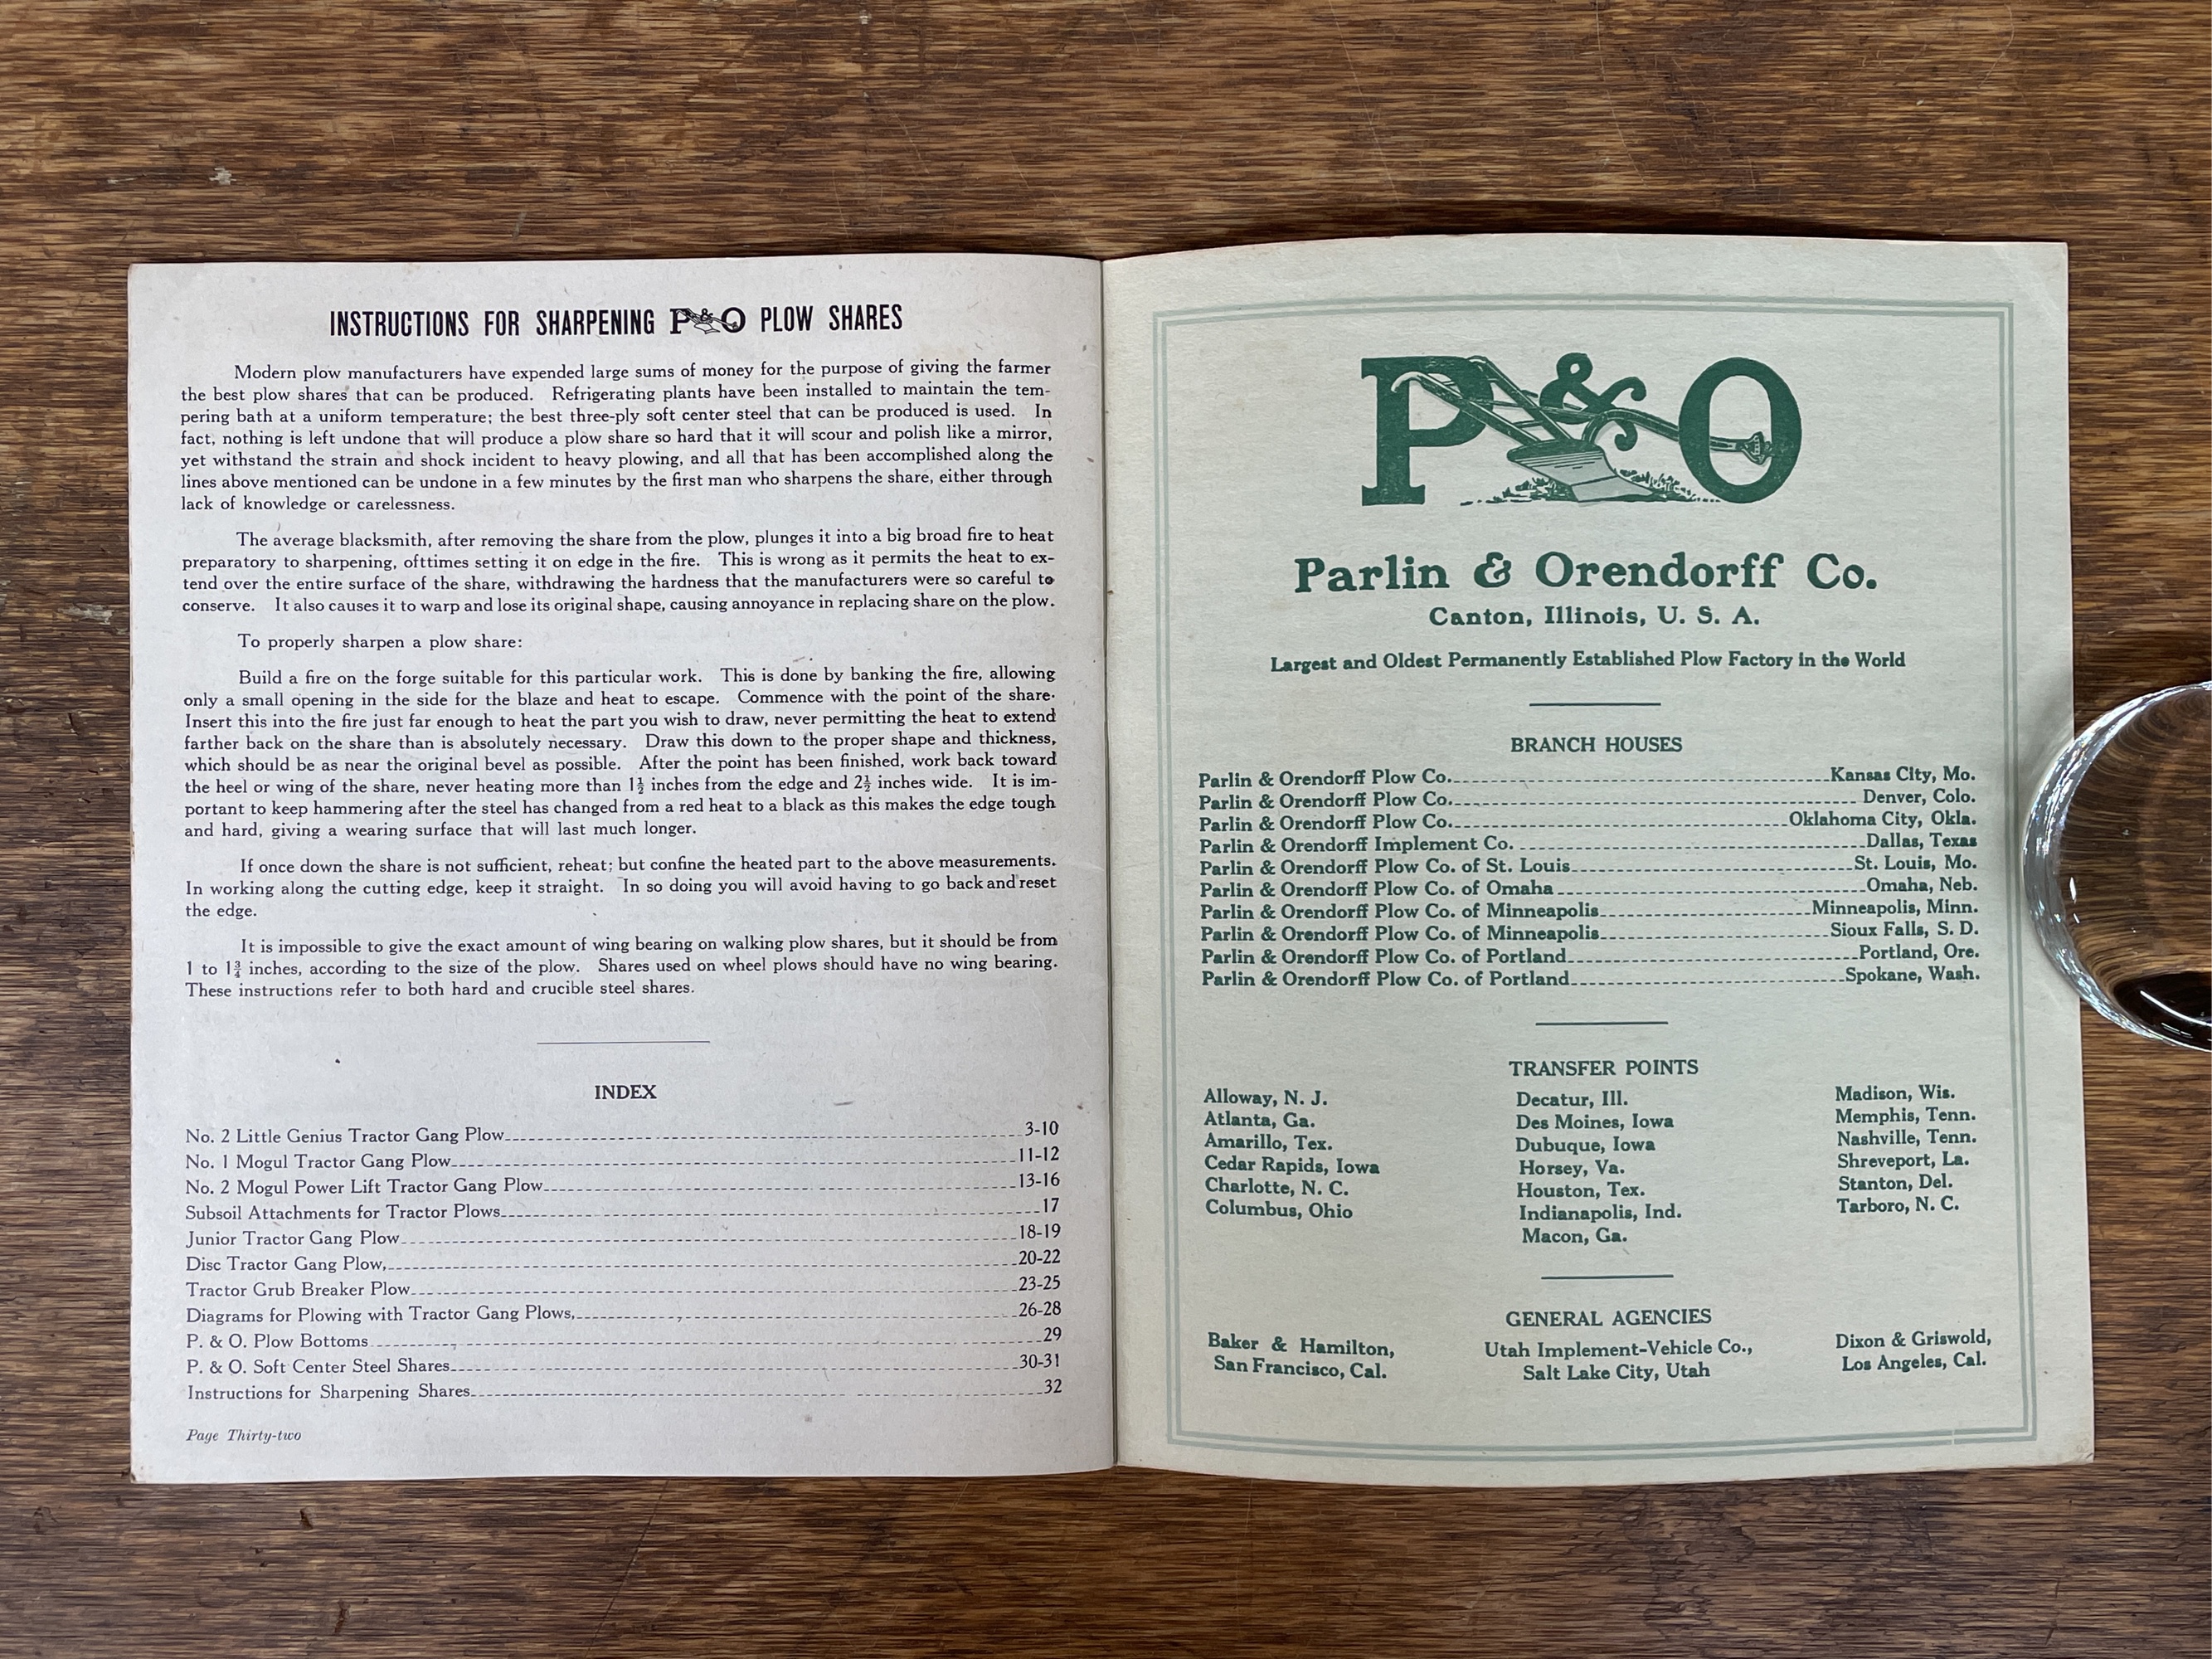 INSTRUCTIONS FOR SHARPENING P&O PLOW SHARES
Modern plow manufacturers have expended large sums of money for the purpose of giving the farmer
the best plow shares that can be produced. Refrigerating plants have been installed to maintain the tem-
pering bath at a uniform temperature; the best three-ply soft center steel that can be produced is used. In
fact, nothing is left undone that will produce a plow share so hard that it will scour and polish like a mirror,
yet withstand the strain and shock incident to heavy plowing, and all that has been accomplished along the
lines above mentioned can be undone in a few minutes by the first man who sharpens the share, either through
lack of knowledge or carelessness.
The average blacksmith, after removing the share from the plow, plunges it into a big broad fire to heat
preparatory to sharpening, ofttimes setting it on edge in the fire. This is wrong as it permits the heat to ex-
tend over the entire surface of the share, withdrawing the hardness that the manufacturers were so careful to
conserve. It also causes it to warp and lose its original shape, causing annoyance in replacing share on the plow.
To properly sharpen a plow share:
Build a fire on the forge suitable for this particular work. This is done by banking the fire, allowing
only a small opening in the side for the blaze and heat to escape. Commence with the point of the share.
Insert this into the fire just far enough to heat the part you wish to draw, never permitting the heat to extend
farther back on the share than is absolutely necessary. Draw this down to the proper shape and thickness,
which should be as near the original bevel as possible. After the point has been finished, work back toward
the heel or wing of the share, never heating more than 1½ inches from the edge and 2½ inches wide. It is im-
portant to keep hammering after the steel has changed from a red heat to a black as this makes the edge tough
and hard, giving a wearing surface that will last much longer.
If once down the share is not sufficient, reheat; but confine the heated part to the above measurements.
In working along the cutting edge, keep it straight. In so doing you will avoid having to go back and reset
the edge.
It is impossible to give the exact amount of wing bearing on walking plow shares, but it should be from
1 to 1¾ inches, according to the size of the plow. Shares used on wheel plows should have no wing bearing.
These instructions refer to both hard and crucible steel shares.
INDEX
No. 2 Little Genius Tractor Gang Plow 3-10
No. 1 Mogul Tractor Gang Plow 11-12
No. 2 Mogul Power Lift Tractor Gang Plow 13-16
Subsoil Attachments for Tractor Plows 17
Junior Tractor Gang Plow 18-19
Disc Tractor Gang Plow, 20-22
Tractor Grub Breaker Plow 23-25
Diagrams for Plowing with Tractor Gang Plows, 26-28
P. & O. Plow Bottoms 29
P. & O. Soft Center Steel Shares 30-31
Instructions for Sharpening Shares 32
Page Thirty-two
P&O
Parlin & Orendorff Co.
Canton, Illinois, U. S. A.
Largest and Oldest Permanently Established Plow Factory in the World
BRANCH HOUSES
Parlin & Orendorff Plow Co. Kansas City, Mo.
Parlin & Orendorff Plow Co. Denver, Colo.
Parlin & Orendorff Plow Co. Oklahoma City, Okla.
Parlin & Orendorff Implement Co. Dallas, Texas
Parlin & Orendorff Plow Co. of St. Louis St. Louis, Mo.
Parlin & Orendorff Plow Co. of Omaha Omaha, Neb.
Parlin & Orendorff Plow Co. of Minneapolis Minneapolis, Minn.
Parlin & Orendorff Plow Co. of Minneapolis Sioux Falls, S. D.
Parlin & Orendorff Plow Co. of Portland Portland, Ore.
Parlin & Orendorff Plow Co. of Portland Spokane, Wash.
TRANSFER POINTS
Alloway, N. J.
Atlanta, Ga.
Amarillo, Tex.
Cedar Rapids, Iowa
Charlotte, N. C.
Columbus, Ohio
Decatur, Ill.
Des Moines, Iowa
Dubuque, Iowa
Horsey, Va.
Houston, Tex.
Indianapolis, Ind.
Macon, Ga.
Madison, Wis.
Memphis, Tenn.
Nashville, Tenn.
Shreveport, La.
Stanton, Del.
Tarboro, N. C.
GENERAL AGENCIES
Baker & Hamilton,
San Francisco, Cal.
Utah Implement-Vehicle Co.,
Salt Lake City, Utah
Dixon & Griswold,
Los Angeles, Cal.